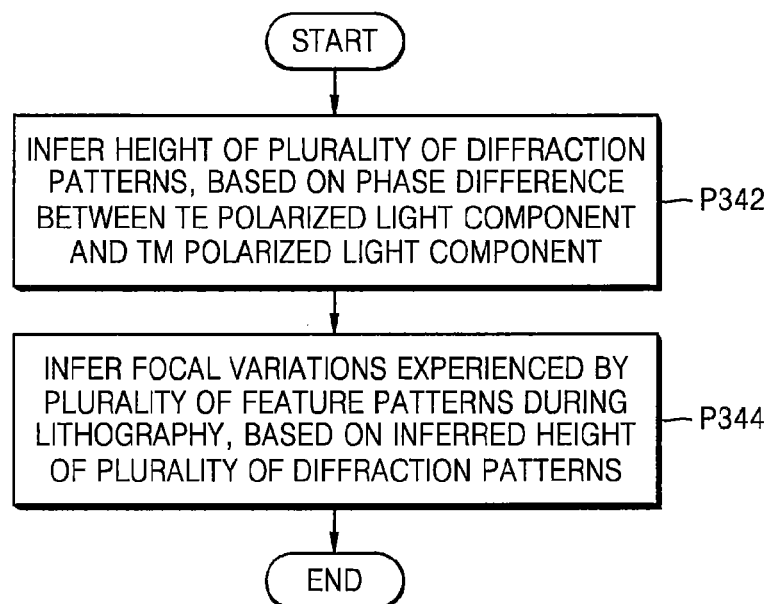 START
INFER HEIGHT OF PLURALITY OF DIFFRACTION
PATTERNS, BASED ON PHASE DIFFERENCE
BETWEEN TE POLARIZED LIGHT COMPONENT
AND TM POLARIZED LIGHT COMPONENT
P342
INFER FOCAL VARIATIONS EXPERIENCED BY
PLURALITY OF FEATURE PATTERNS DURING
LITHOGRAPHY, BASED ON INFERRED HEIGHT
OF PLURALITY OF DIFFRACTION PATTERNS
P344
END